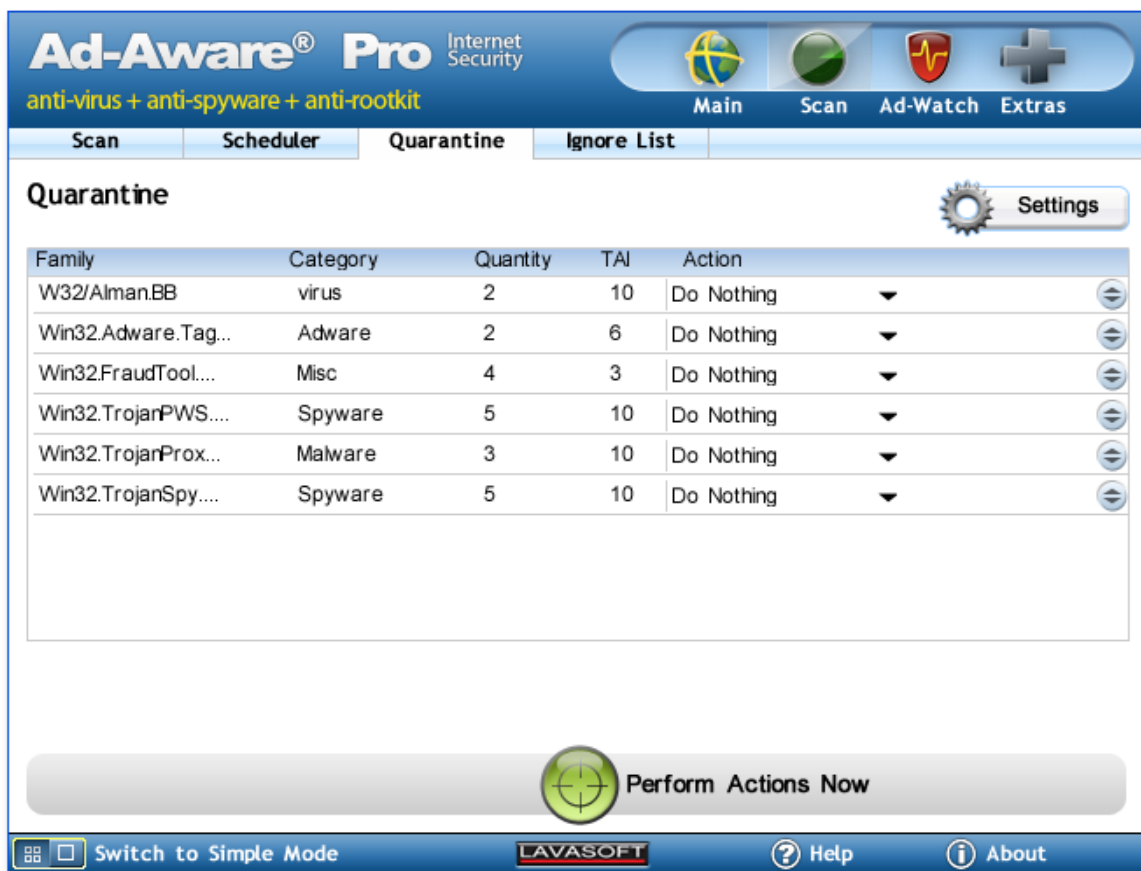 Ad-Aware® Pro Internet Security
anti-virus + anti-spyware + anti-rootkit
Main Scan Ad-Watch Extras
Scan Scheduler Quarantine Ignore List
Quarantine
Settings
Family Category Quantity TAI Action
W32/Alman.BB virus 2 10 Do Nothing
Win32.Adware.Tag... Adware 2 6 Do Nothing
Win32.FraudTool.... Misc 4 3 Do Nothing
Win32.TrojanPWS.... Spyware 5 10 Do Nothing
Win32.TrojanProx... Malware 3 10 Do Nothing
Win32.TrojanSpy.... Spyware 5 10 Do Nothing
Perform Actions Now
Switch to Simple Mode LAVASOFT Help About